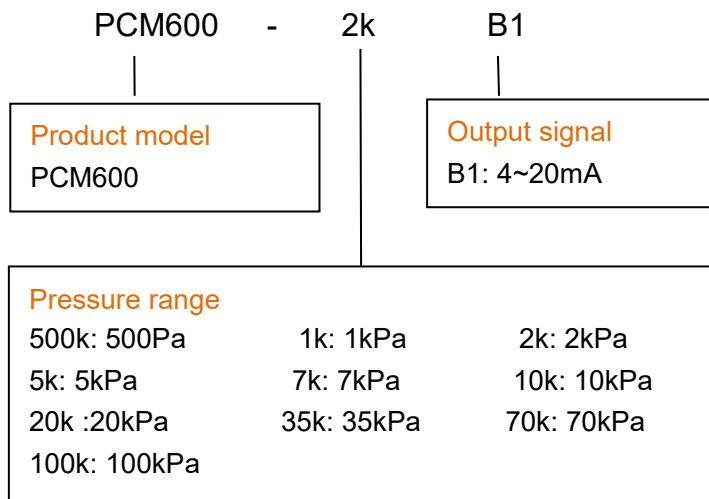 PCM600 - 2k B1
Product model
PCM600
Output signal
B1: 4~20mA
Pressure range
500k: 500Pa 1k: 1kPa 2k: 2kPa
5k: 5kPa 7k: 7kPa 10k: 10kPa
20k :20kPa 35k: 35kPa 70k: 70kPa
100k: 100kPa